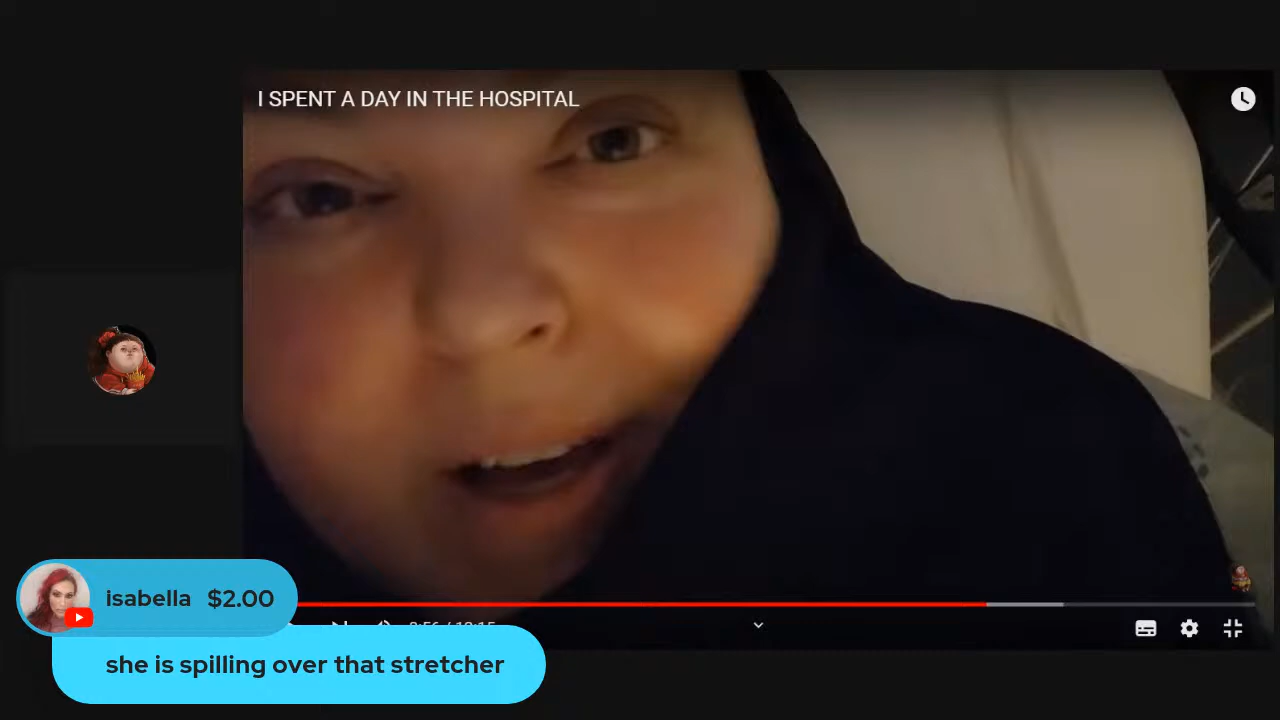 I SPENT A DAY IN THE HOSPITAL
isabella $2.00
she is spilling over that stretcher